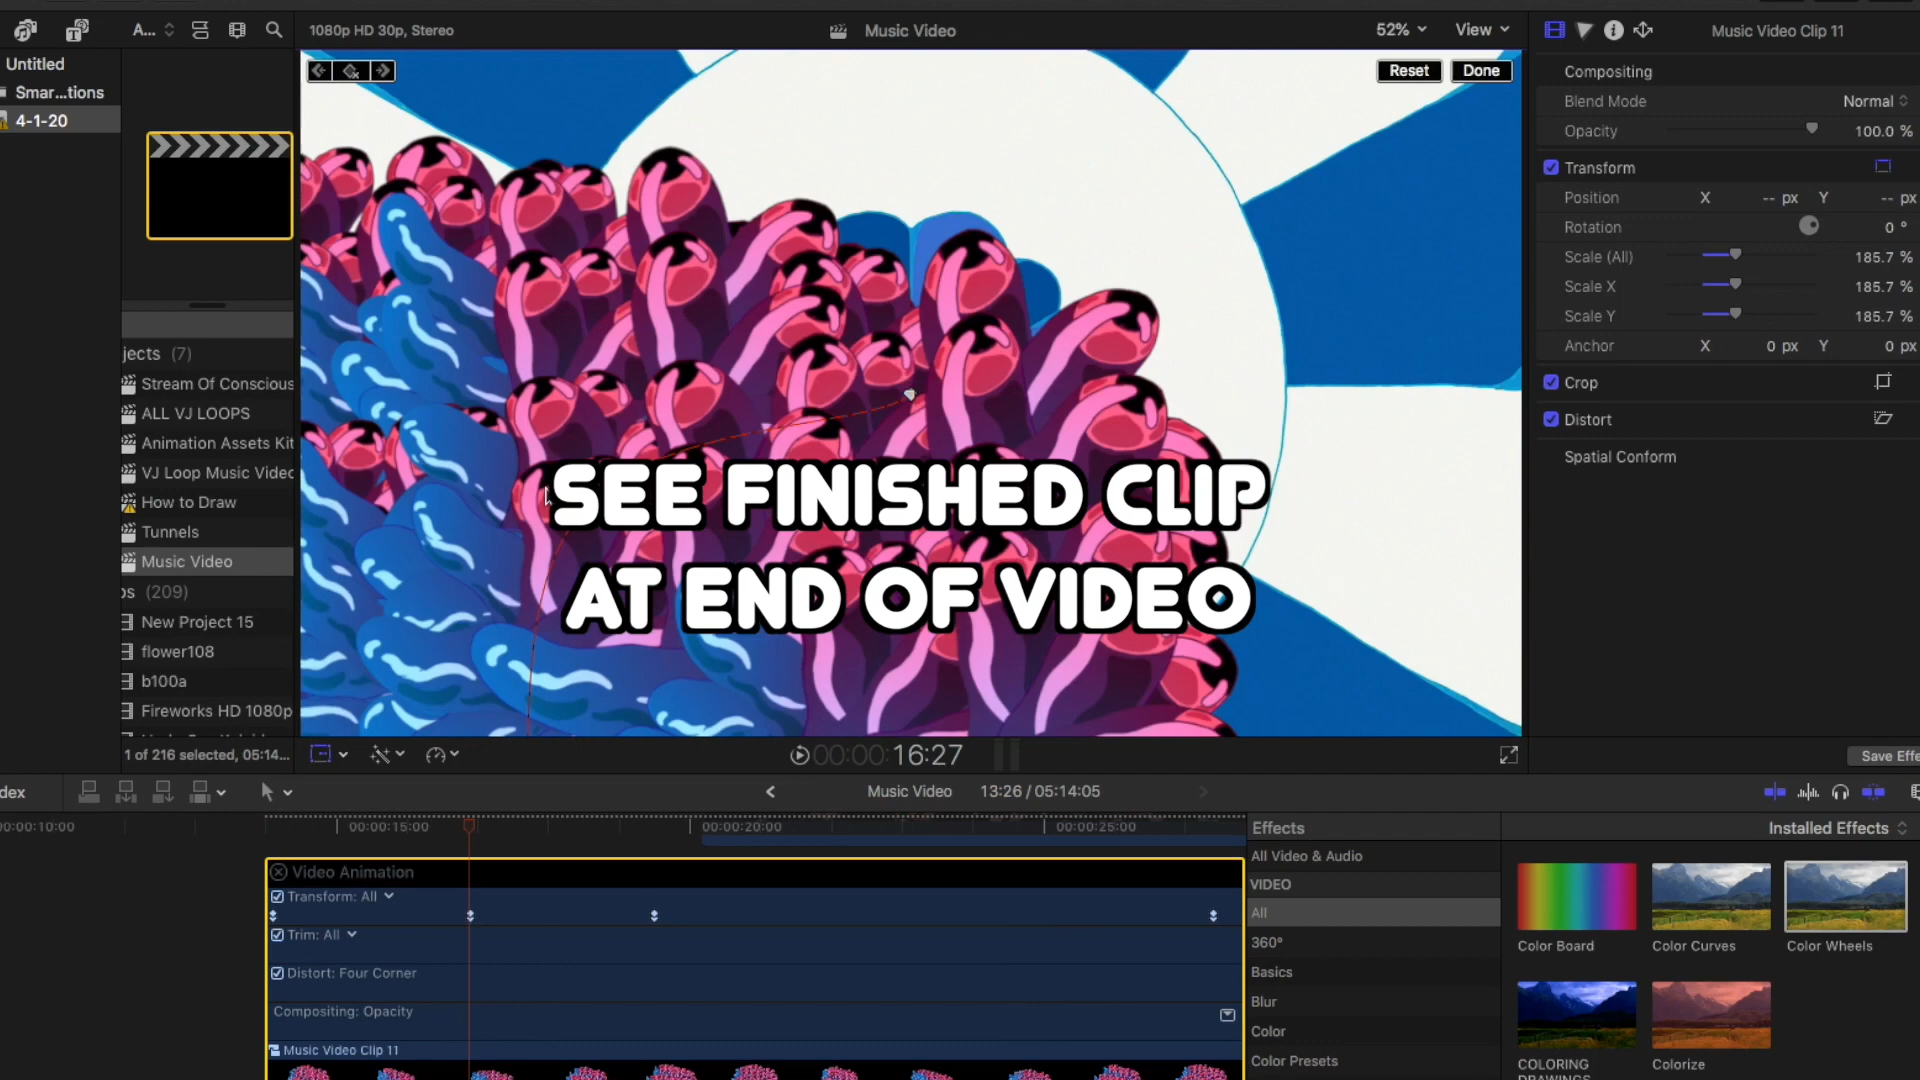 A...
1080p HD 30p, Stereo
Music Video
52%
View
Music Video Clip 11
Untitled
Smar...tions
4-1-20
Reset
Done
Compositing
Blend Mode
Normal
Opacity
100.0 %
Transform
Position X -- px Y -- px
Rotation 0 °
Scale (All) 185.7 %
Scale X 185.7 %
Scale Y 185.7 %
Anchor X 0 px Y 0 px
Crop
Distort
Spatial Conform
jects (7)
Stream Of Conscious
ALL VJ LOOPS
Animation Assets Kit
VJ Loop Music Video
How to Draw
Tunnels
Music Video
os (209)
New Project 15
flower108
b100a
Fireworks HD 1080p
SEE FINISHED CLIP
AT END OF VIDEO
1 of 216 selected, 05:14...
00:00:16:27
Save Effe
dex
Music Video
13:26 / 05:14:05
00:00:10:00
00:00:15:00
00:00:20:00
00:00:25:00
Effects
Installed Effects
Video Animation
Transform: All
Trim: All
Distort: Four Corner
Compositing: Opacity
Music Video Clip 11
All Video & Audio
VIDEO
All
360°
Basics
Blur
Color
Color Presets
Color Board
Color Curves
Color Wheels
COLORING
DRAWINGS
Colorize